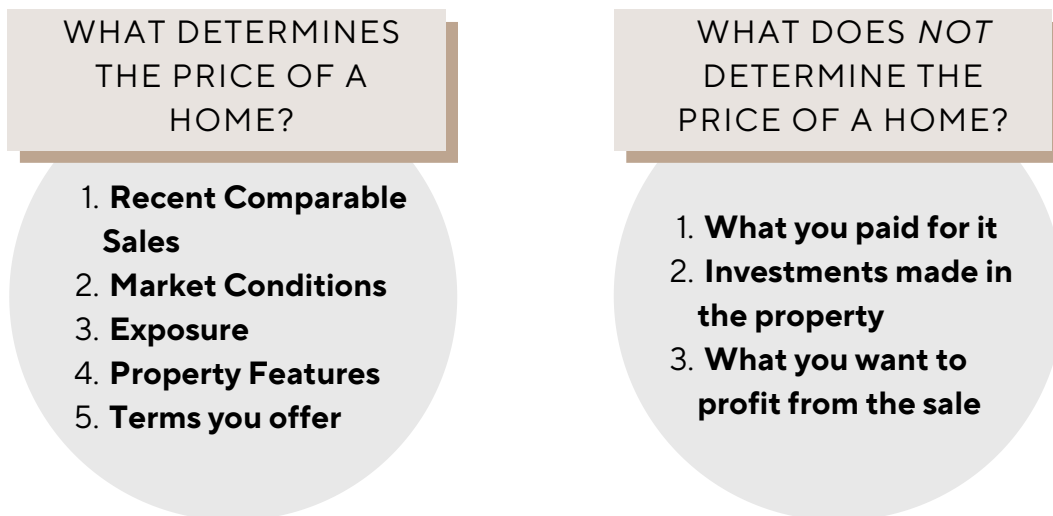 WHAT DETERMINES
THE PRICE OF A
HOME?
1. Recent Comparable
Sales
2. Market Conditions
3. Exposure
4. Property Features
5. Terms you offer
WHAT DOES NOT
DETERMINE THE
PRICE OF A HOME?
1. What you paid for it
2. Investments made in
the property
3. What you want to
profit from the sale